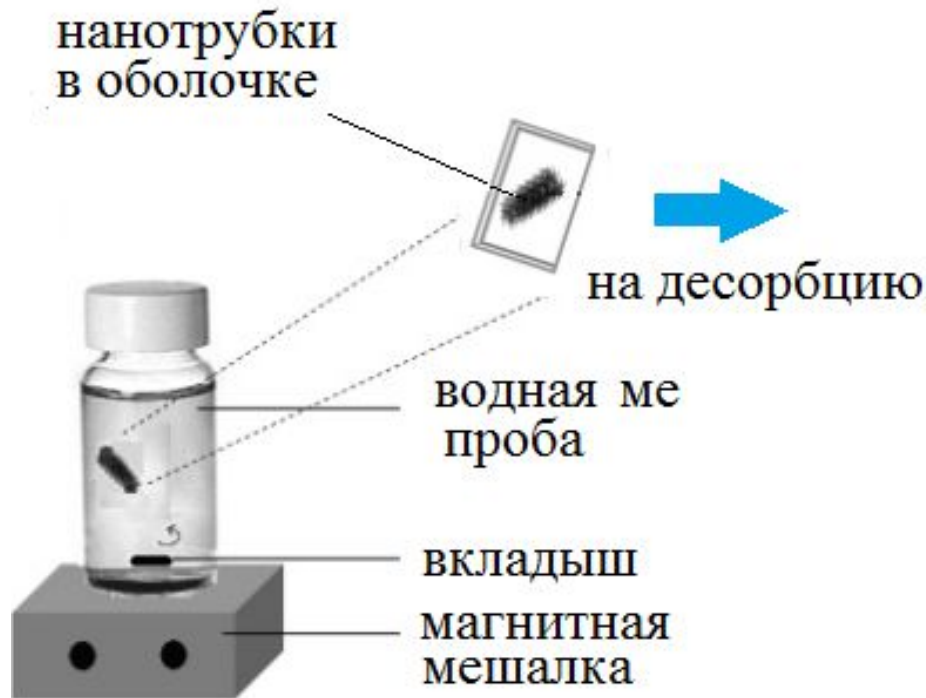 нанотрубки
в оболочке
на десорбцию
водная ме
проба
вкладыш
магнитная
мешалка